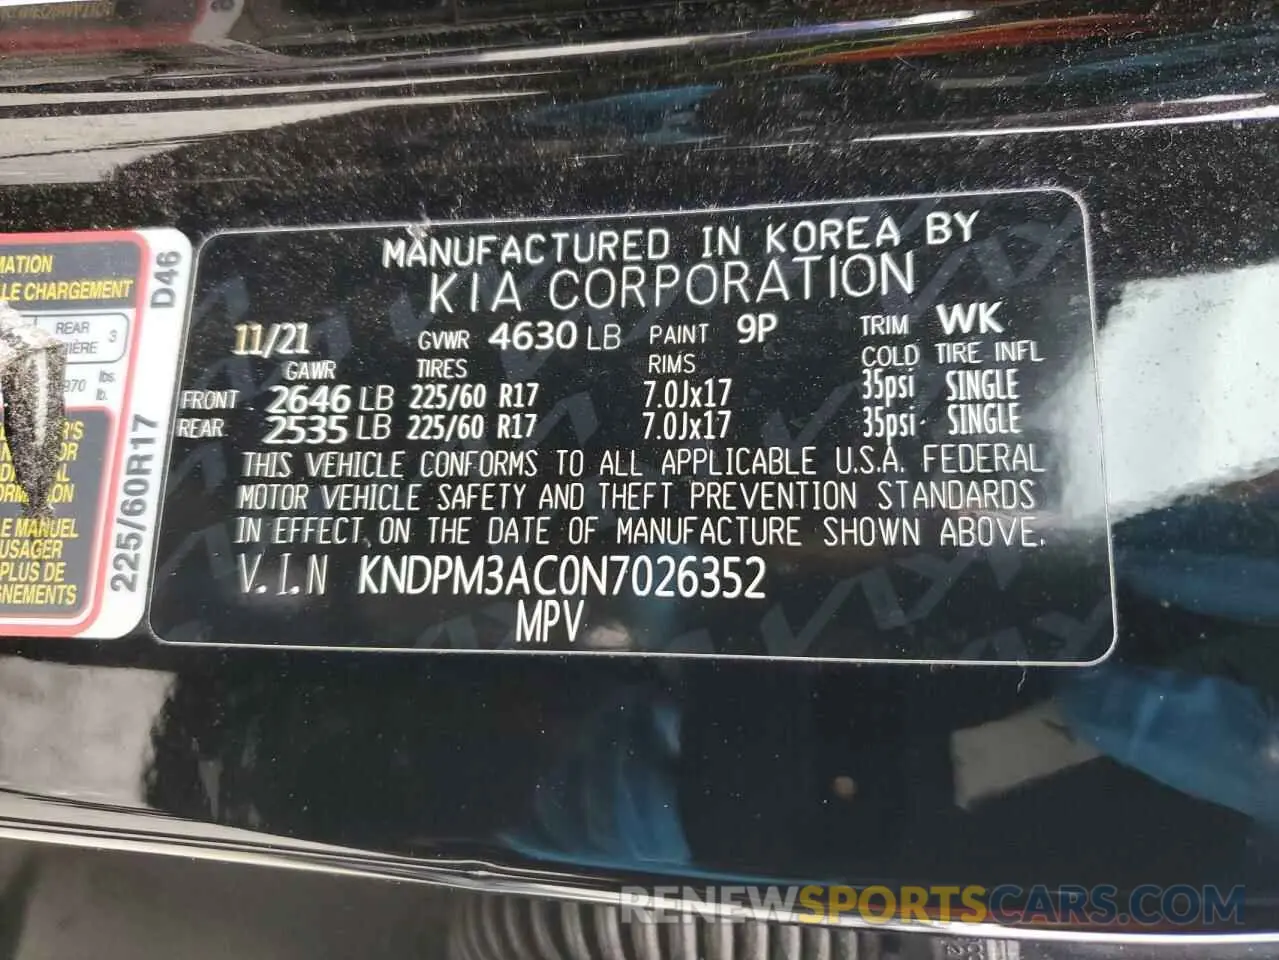 MANUFACTURED IN KOREA BY
KIA CORPORATION
11/21 GVWR 4630 LB PAINT 9P TRIM WK
GAWR TIRES RIMS COLD TIRE INFL
FRONT 2646 LB 225/60 R17 7.0Jx17 35psi SINGLE
REAR 2535 LB 225/60 R17 7.0Jx17 35psi SINGLE
THIS VEHICLE CONFORMS TO ALL APPLICABLE U.S.A. FEDERAL
MOTOR VEHICLE SAFETY AND THEFT PREVENTION STANDARDS
IN EFFECT ON THE DATE OF MANUFACTURE SHOWN ABOVE.
V.I.N KNDPM3AC0N7026352
MPV
CHARGEMENT
REAR 3
lbs.
lb.
MANUEL
USAGER
PLUS DE
D46
225/60R17
RENEWSPORTSCARS.COM